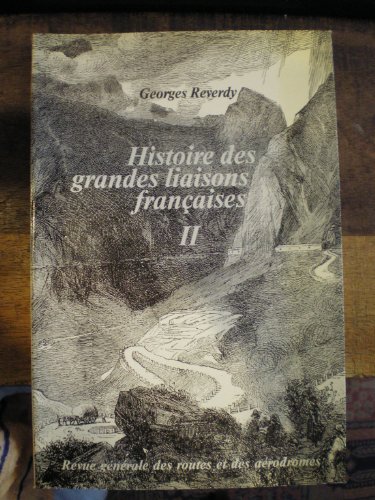 Georges Reverdy
Histoire des
grandes liaisons
françaises
II
Revue générale des routes et des aérodromes